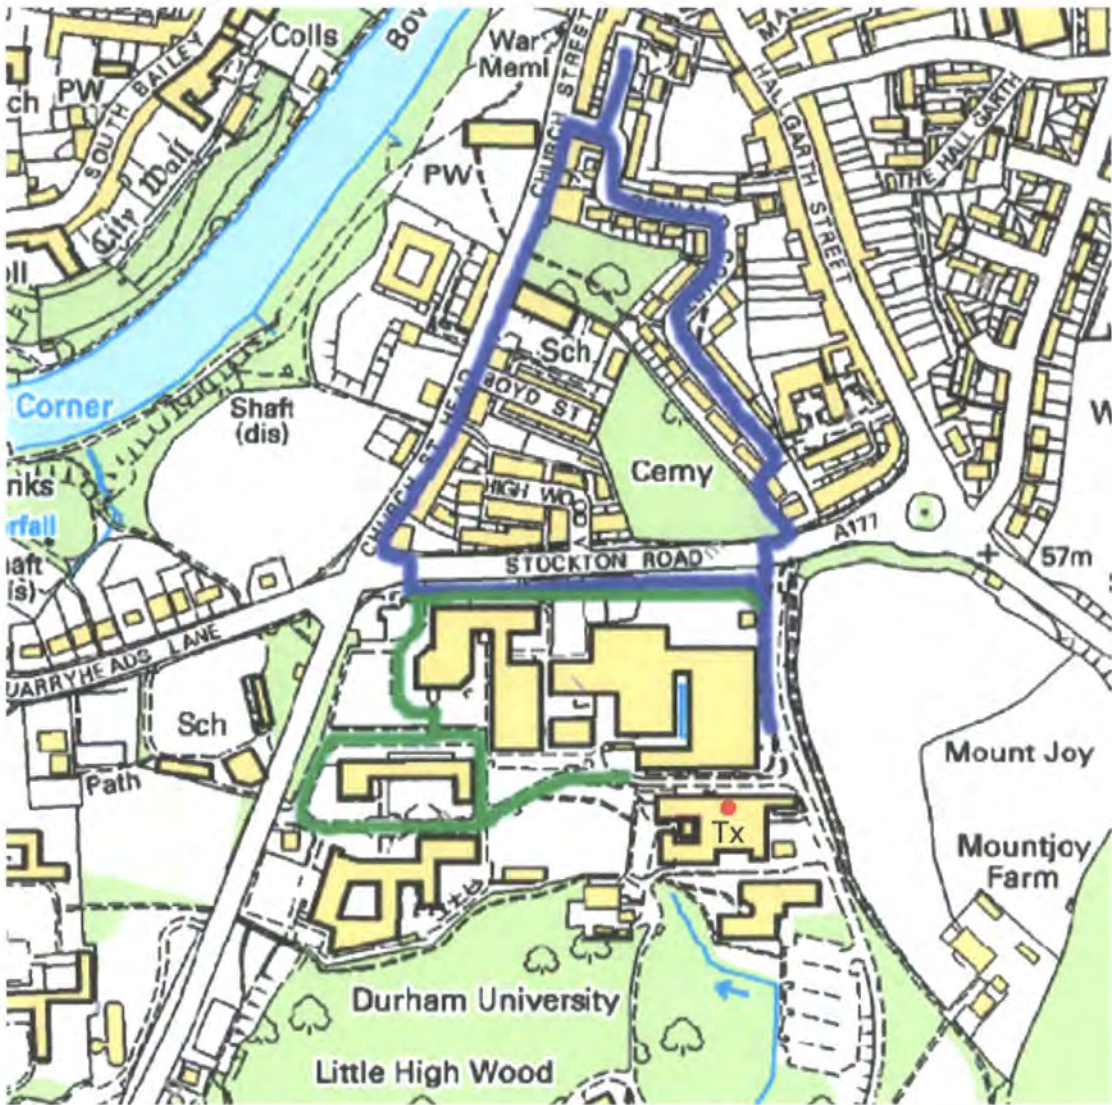 Colls
War
Meml
PW
SOUTH BAILEY
City Wall
CHURCH STREET
PW
HALLGARTH STREET
THE HALL GARTH
Sch
BOYD ST
Corner
Shaft
(dis)
CHURCH ST HEAD
HIGH WOOD
Cemy
A177
57m
STOCKTON ROAD
QUARRYHEADS LANE
Sch
Path
Mount Joy
Tx
Mountjoy
Farm
Durham University
Little High Wood